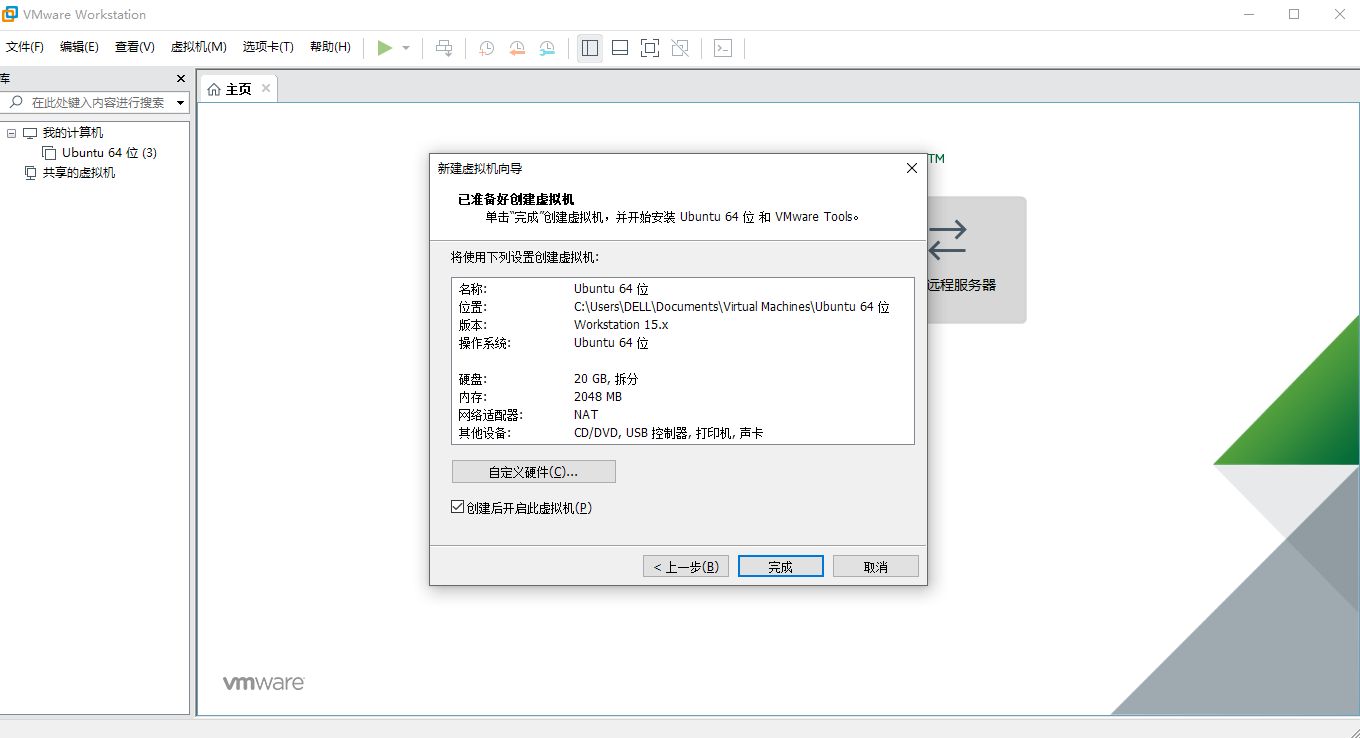 VMware Workstation
文件(F) 编辑(E) 查看(V) 虚拟机(M) 选项卡(T) 帮助(H)
库
在此处键入内容进行搜索
我的计算机
Ubuntu 64 位 (3)
共享的虚拟机
主页
TM
远程服务器
新建虚拟机向导
已准备好创建虚拟机
单击"完成"创建虚拟机，并开始安装 Ubuntu 64 位 和 VMware Tools。
将使用下列设置创建虚拟机:
名称: Ubuntu 64 位
位置: C:\Users\DELL\Documents\Virtual Machines\Ubuntu 64 位
版本: Workstation 15.x
操作系统: Ubuntu 64 位
硬盘: 20 GB, 拆分
内存: 2048 MB
网络适配器: NAT
其他设备: CD/DVD, USB 控制器, 打印机, 声卡
自定义硬件(C)...
创建后开启此虚拟机(P)
< 上一步(B) 完成 取消
vmware